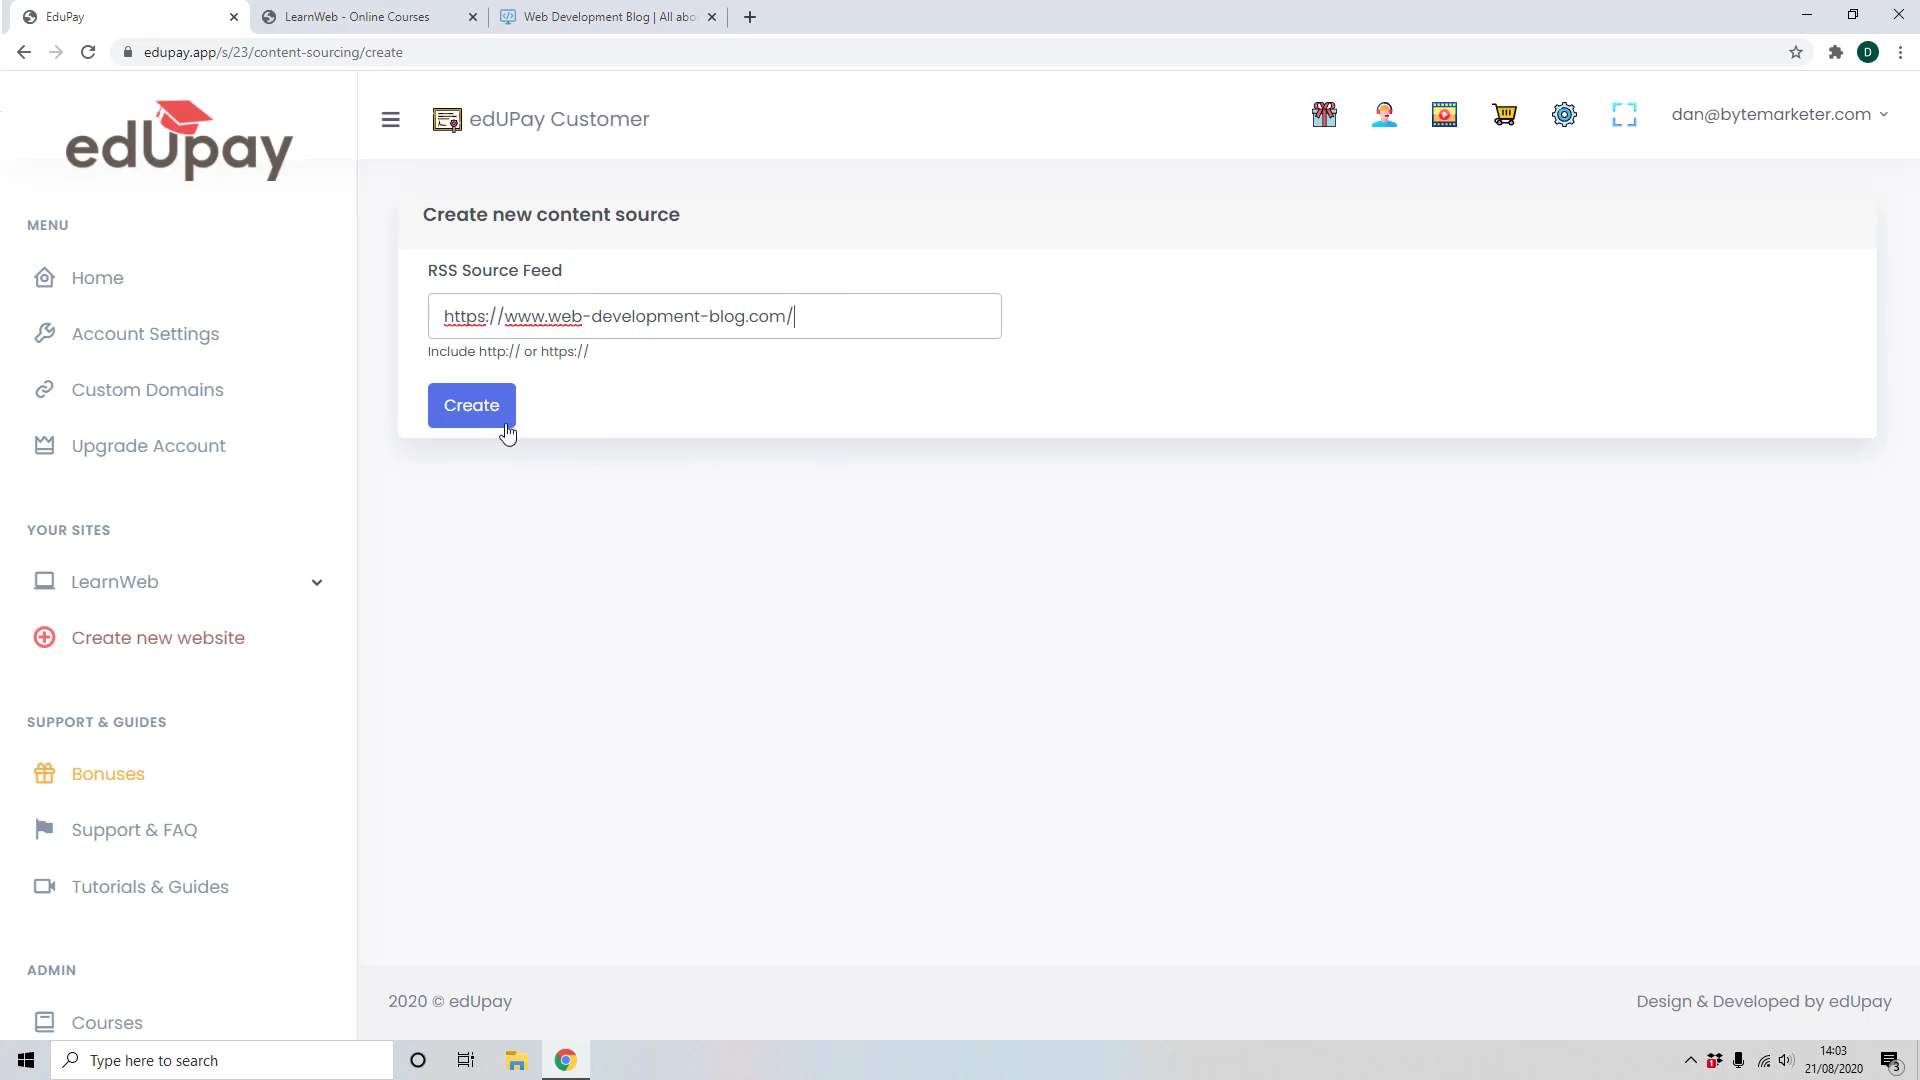 EduPay
LearnWeb - Online Courses
Web Development Blog | All abo
edupay.app/s/23/content-sourcing/create
D
edUpay
edUPay Customer
dan@bytemarketer.com
MENU
Home
Account Settings
Custom Domains
Upgrade Account
YOUR SITES
LearnWeb
Create new website
SUPPORT & GUIDES
Bonuses
Support & FAQ
Tutorials & Guides
ADMIN
Courses
Create new content source
RSS Source Feed
https://www.web-development-blog.com/
Include http:// or https://
Create
2020 © edUpay
Design & Developed by edUpay
Type here to search
1
14:03
21/08/2020
3